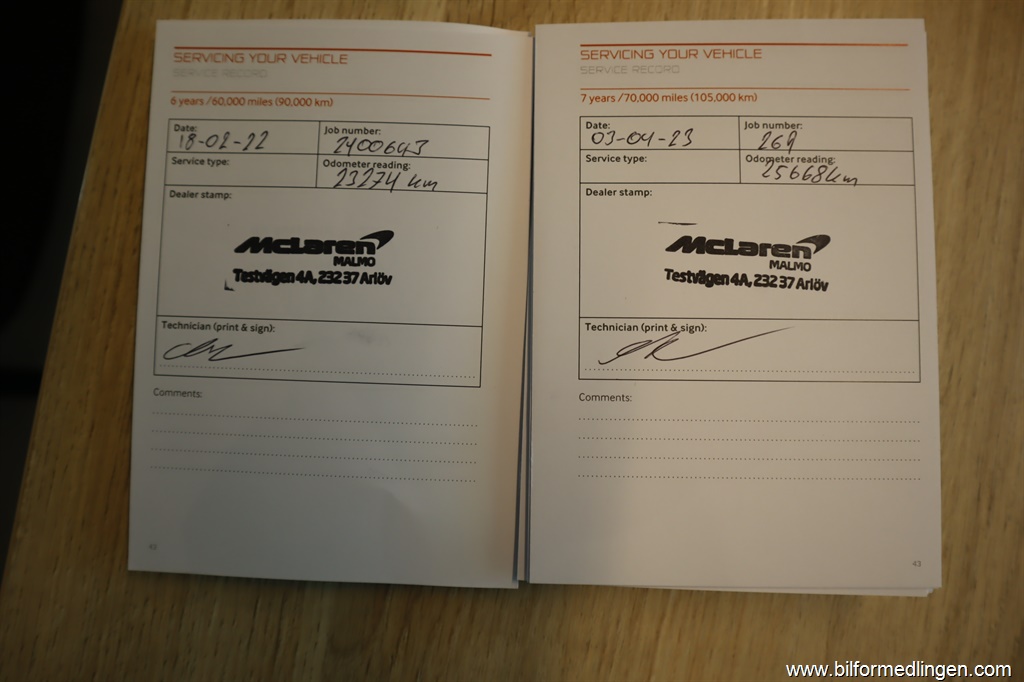 SERVICING YOUR VEHICLE
SERVICE RECORD
6 years /60,000 miles (90,000 km)
Date:
18-02-22
Job number:
2400643
Service type:
Odometer reading:
23274 km
Dealer stamp:
McLaren
MALMO
Testvägen 4A, 232 37 Arlöv
Technician (print & sign):
Comments:
SERVICING YOUR VEHICLE
SERVICE RECORD
7 years /70,000 miles (105,000 km)
Date:
03-04-23
Job number:
269
Service type:
Odometer reading:
25668km
Dealer stamp:
McLaren
MALMO
Testvägen 4A, 232 37 Arlöv
Technician (print & sign):
Comments:
43
www.bilformedlingen.com